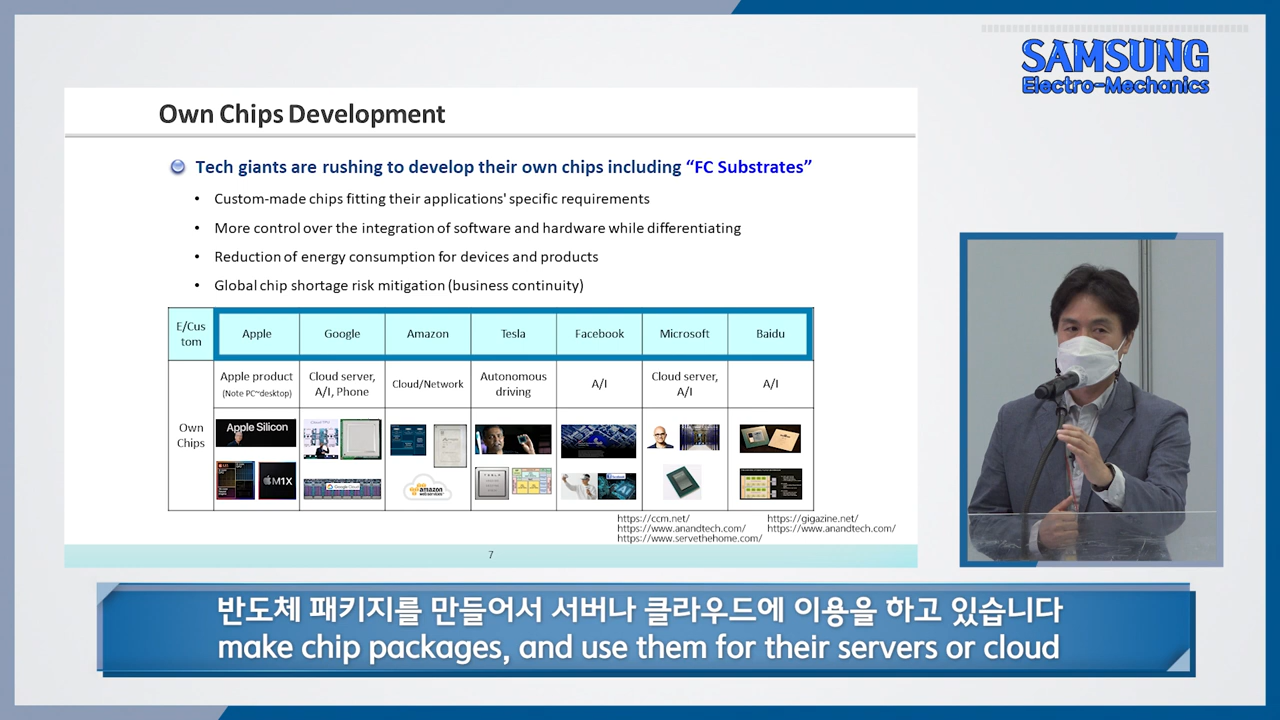 SAMSUNG
Electro-Mechanics
Own Chips Development
Tech giants are rushing to develop their own chips including “FC Substrates”
• Custom-made chips fitting their applications' specific requirements
• More control over the integration of software and hardware while differentiating
• Reduction of energy consumption for devices and products
• Global chip shortage risk mitigation (business continuity)
E/Cus
tom
Apple
Google
Amazon
Tesla
Facebook
Microsoft
Baidu
Own
Chips
Apple product
(Note PC~desktop)
Cloud server,
A/I, Phone
Cloud/Network
Autonomous
driving
A/I
Cloud server,
A/I
A/I
Apple Silicon
M1X
Google Cloud
amazon
web services
TESLA
https://ccm.net/
https://gigazine.net/
https://www.anandtech.com/
https://www.anandtech.com/
https://www.servethehome.com/
7
반도체 패키지를 만들어서 서버나 클라우드에 이용을 하고 있습니다
make chip packages, and use them for their servers or cloud